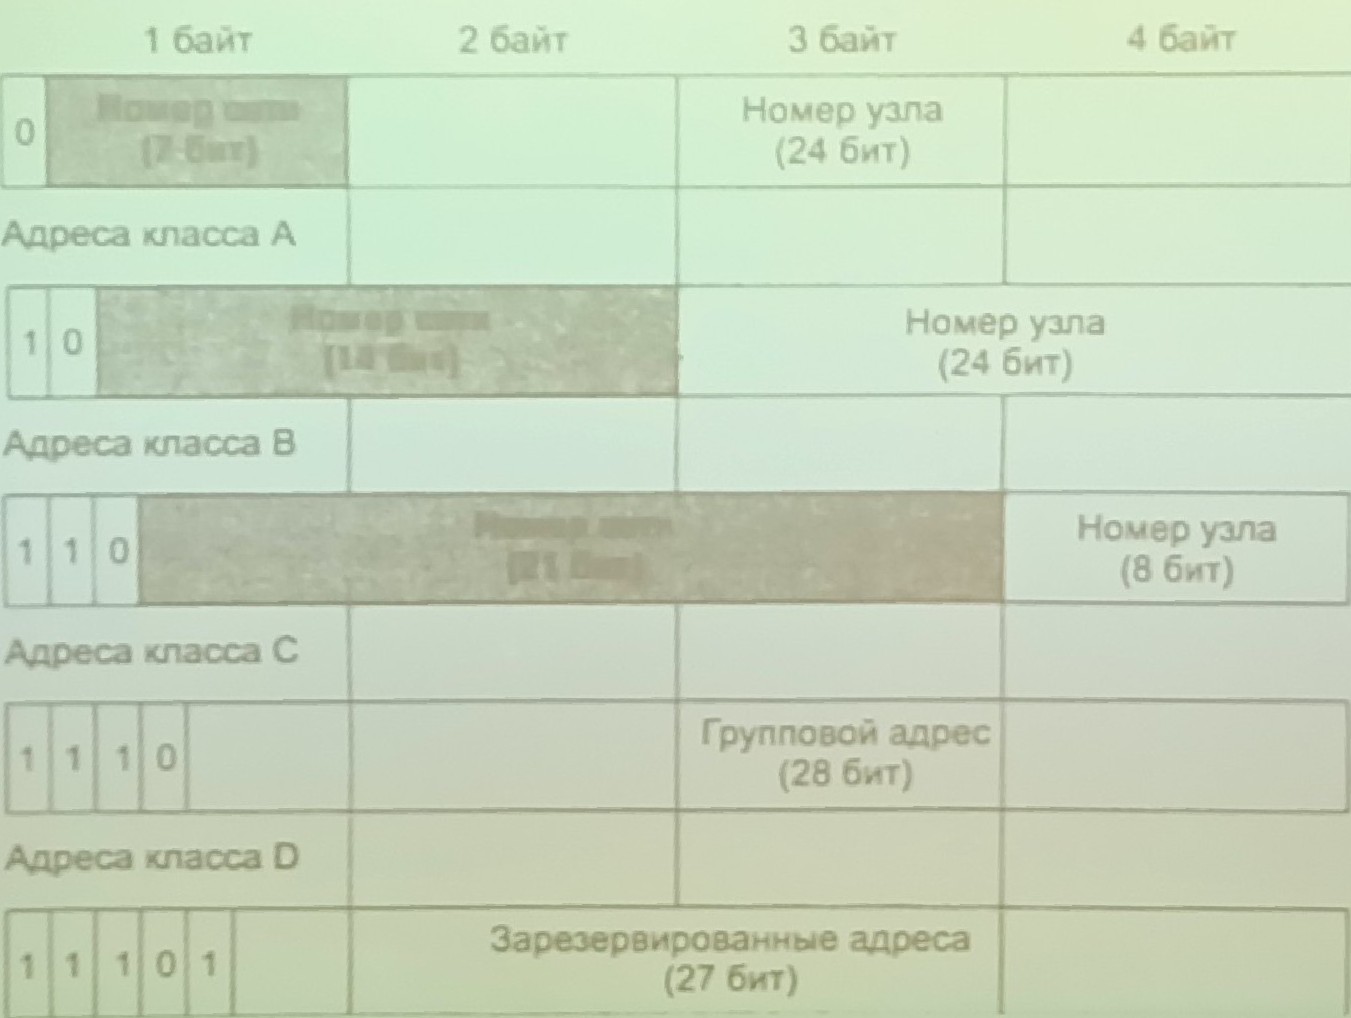 1 байт 2 байт 3 байт 4 байт
0 Номер сети Номер узла
(7 бит) (24 бит)
Адреса класса A
1 0 Номер сети Номер узла
(14 бит) (24 бит)
Адреса класса B
1 1 0 Номер сети Номер узла
(21 бит) (8 бит)
Адреса класса C
1 1 1 0 Групповой адрес
(28 бит)
Адреса класса D
1 1 1 0 1 Зарезервированные адреса
(27 бит)